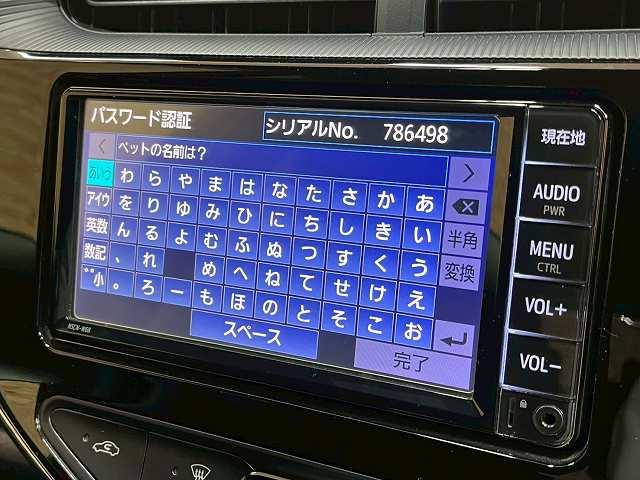 パスワード認証
シリアルNo. 786498
ペットの名前は?
あいう わ ら や ま は な た さ か あ
アイウ を り ゆ み ひ に ち し き い
英数 ん る よ む ふ ぬ つ す く う 半角
数記 、 れ め へ ね て せ け え 変換
゛゜小 。 ろ ー も ほ の と そ こ お
スペース
完了
NSCN-W68
現在地
AUDIO
PWR
MENU
CTRL
VOL+
VOL−